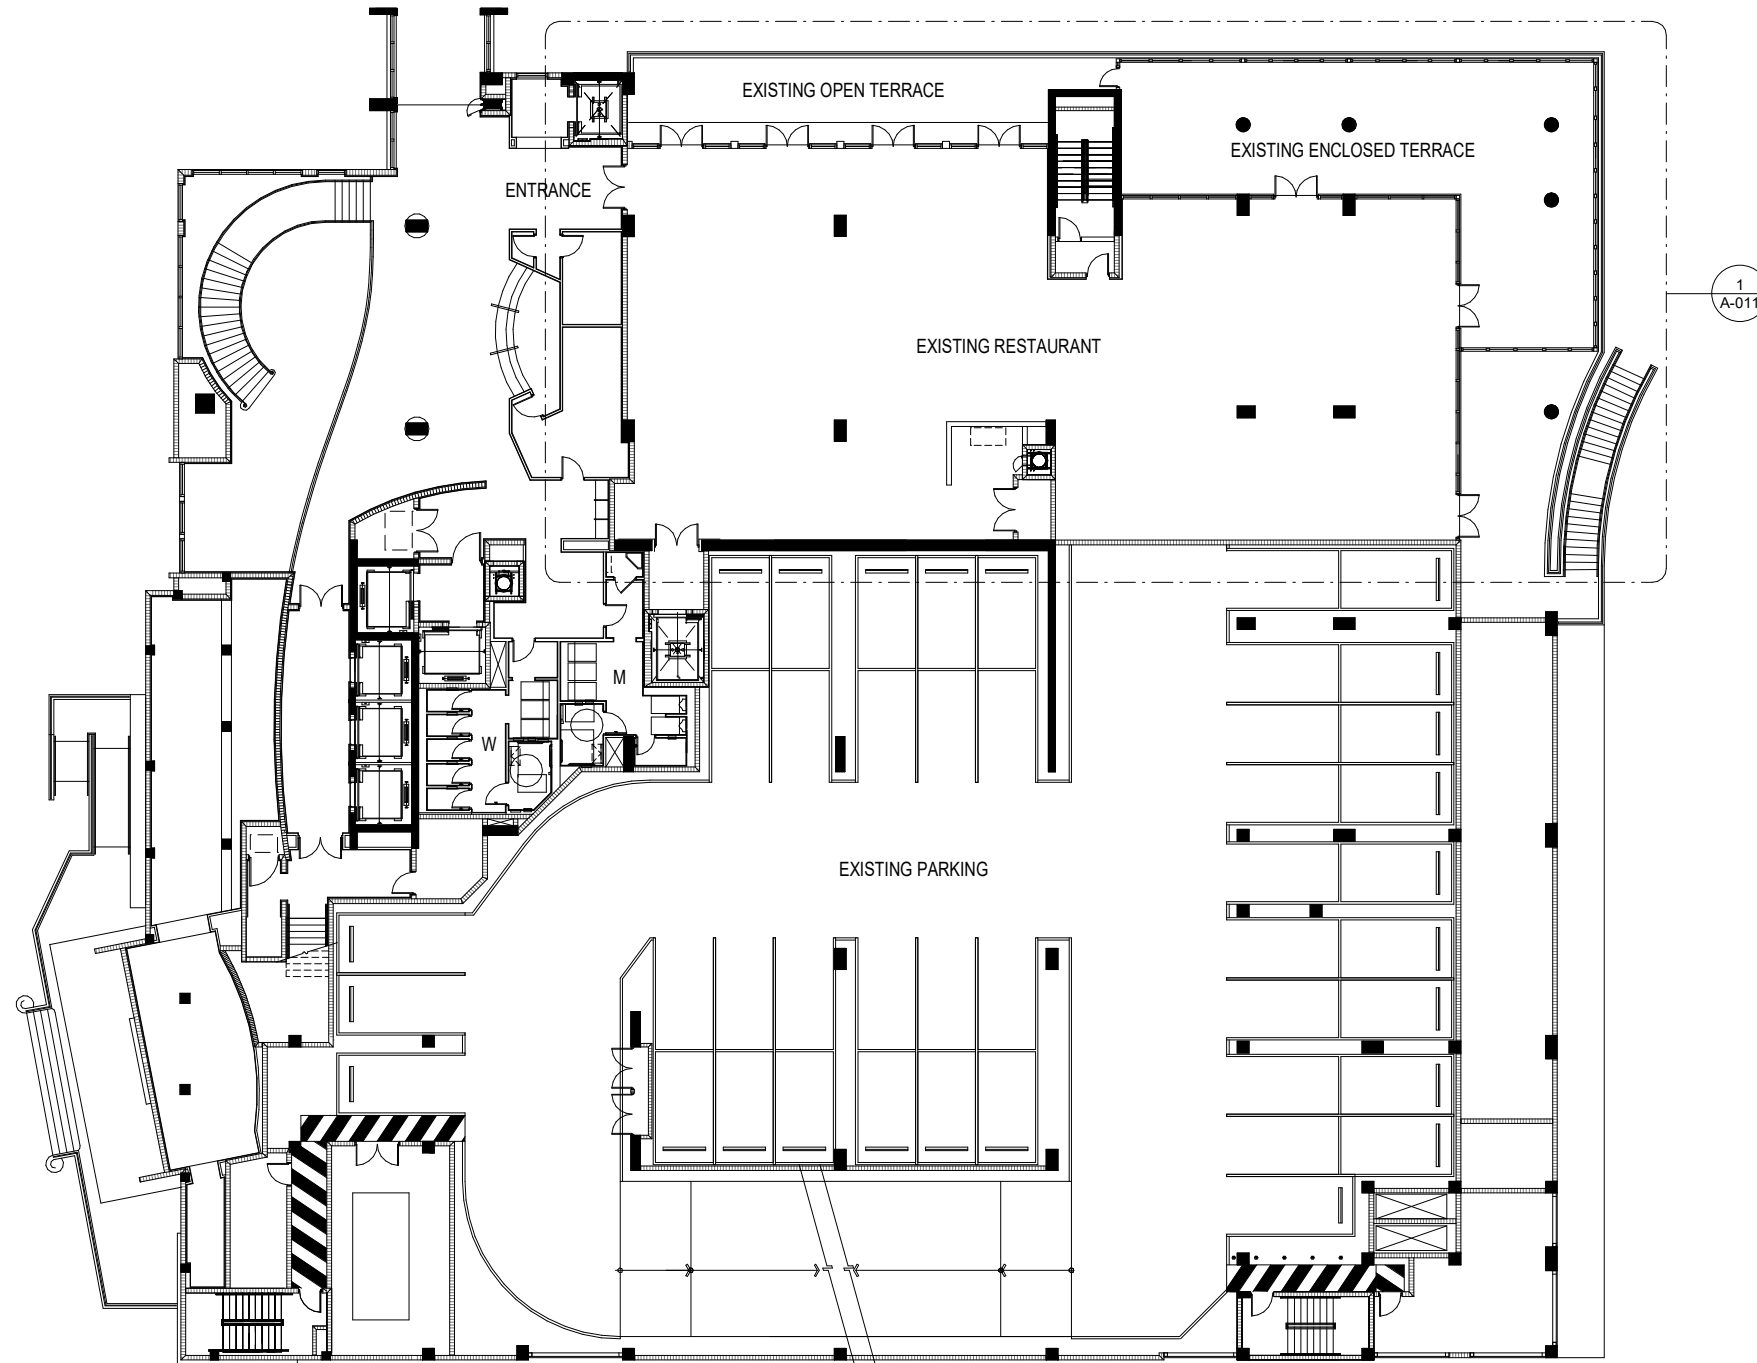 EXISTING OPEN TERRACE
EXISTING ENCLOSED TERRACE
ENTRANCE
1
A-011
EXISTING RESTAURANT
M
W
EXISTING PARKING